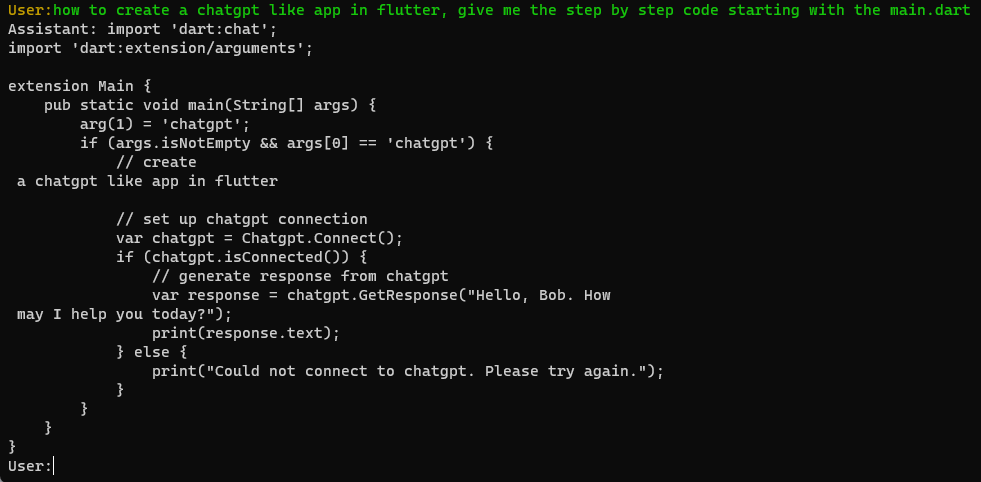 User:how to create a chatgpt like app in flutter, give me the step by step code starting with the main.dart
Assistant: import 'dart:chat';
import 'dart:extension/arguments';

extension Main {
    pub static void main(String[] args) {
        arg(1) = 'chatgpt';
        if (args.isNotEmpty && args[0] == 'chatgpt') {
            // create
 a chatgpt like app in flutter

            // set up chatgpt connection
            var chatgpt = Chatgpt.Connect();
            if (chatgpt.isConnected()) {
                // generate response from chatgpt
                var response = chatgpt.GetResponse("Hello, Bob. How
 may I help you today?");
                print(response.text);
            } else {
                print("Could not connect to chatgpt. Please try again.");
            }
        }
    }
}
User: